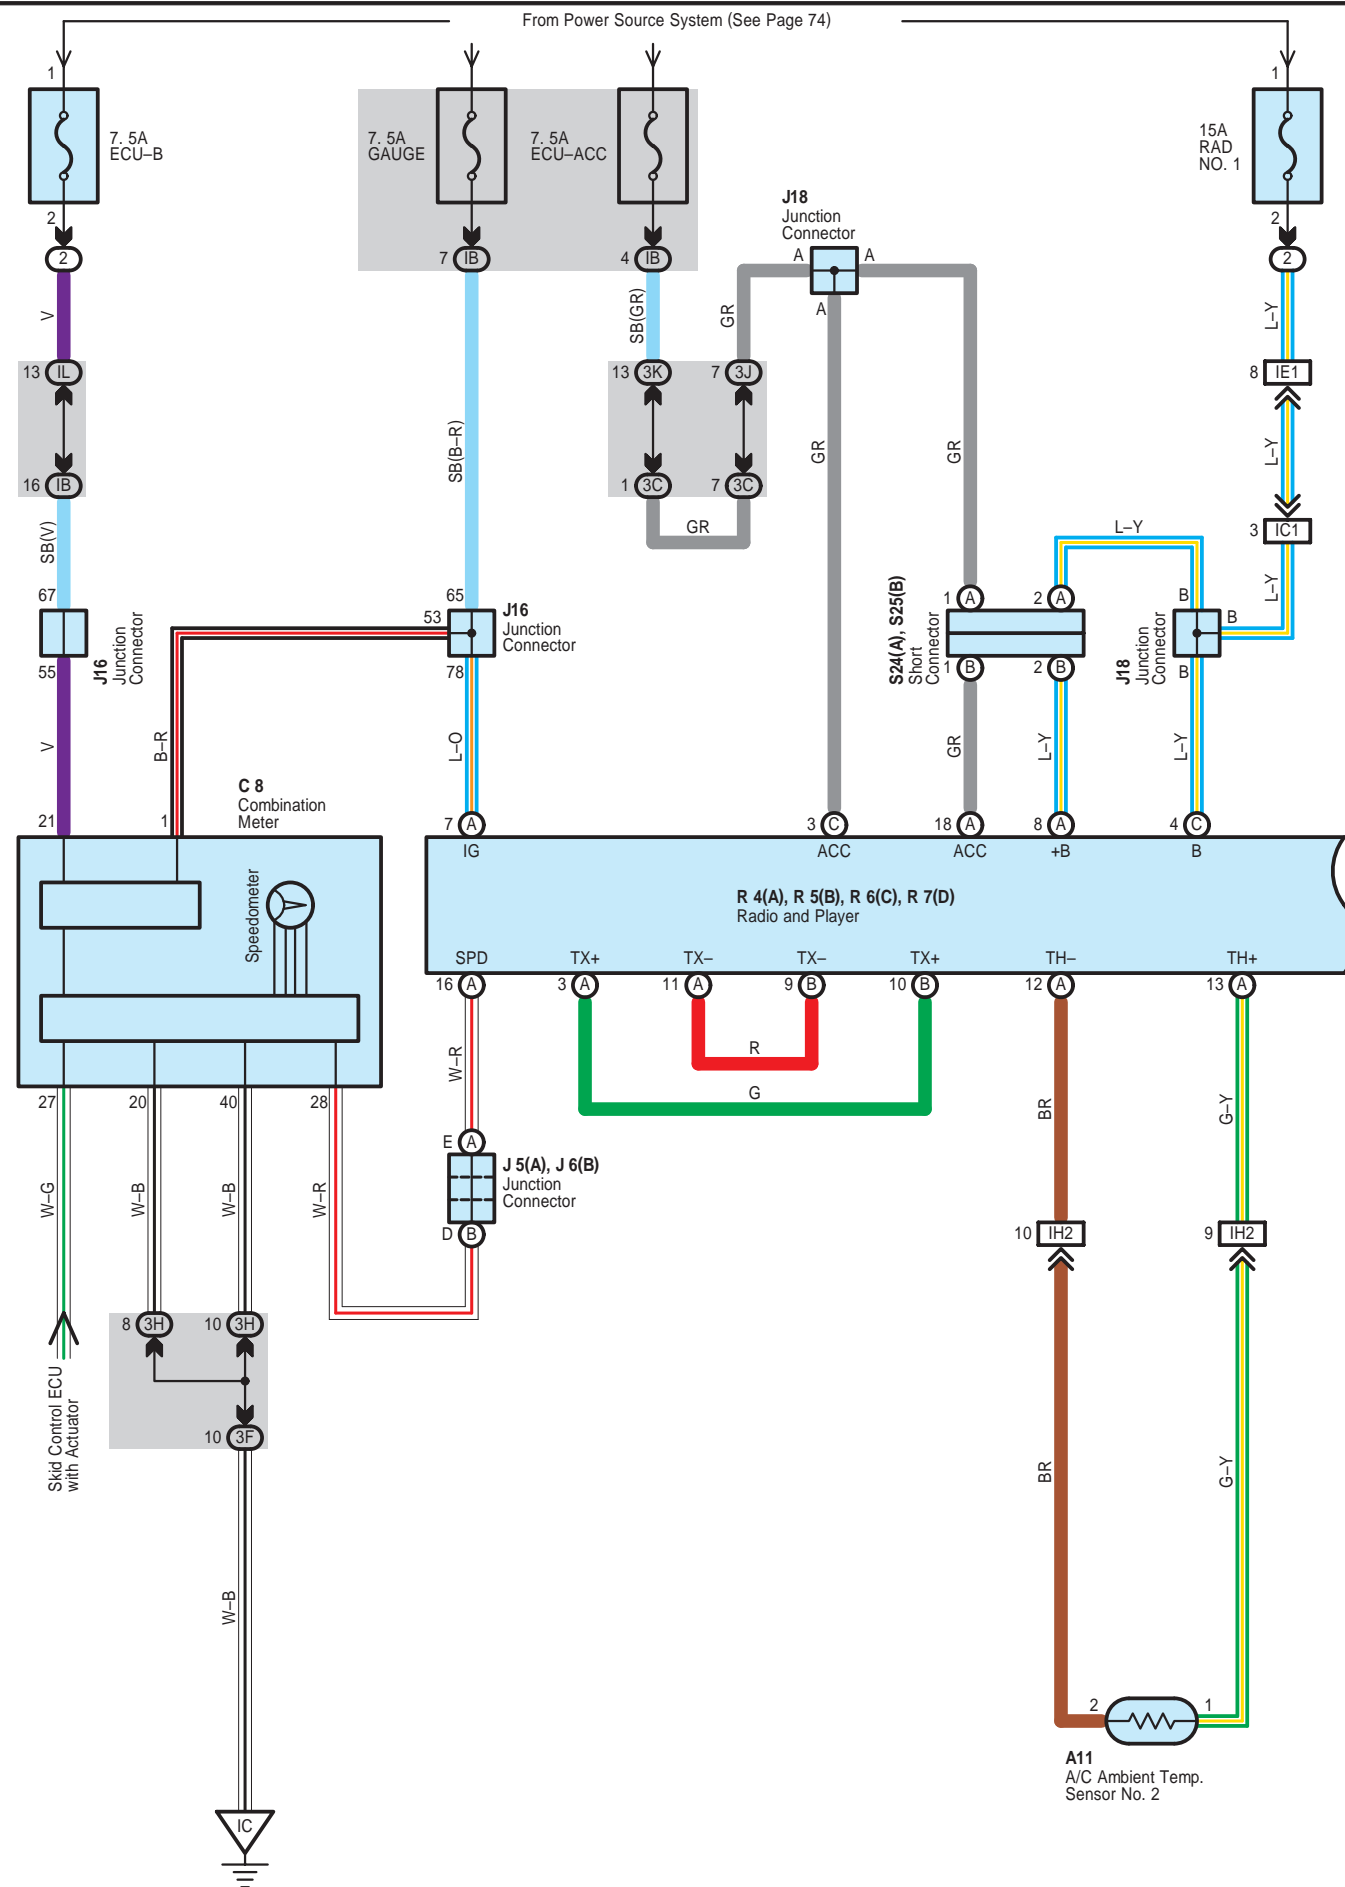 From Power Source System (See Page 74)
1
1
7. 5A
ECU–B
7. 5A
GAUGE
7. 5A
ECU–ACC
15A
RAD
NO. 1
J18
Junction
Connector
2
2
2
7 IB
4 IB
A
A
A
2
V
SB(GR)
GR
L–Y
13 IL
13 3K
7 3J
8 IE1
SB(B–R)
GR
GR
L–Y
16 IB
1 3C
7 3C
GR
L–Y
3 IC1
SB(V)
L–Y
67
65
53
J16
Junction
Connector
1 A
2 A
S24(A), S25(B)
Short
Connector
B
B
B
J16
Junction
Connector
J18
Junction
Connector
55
78
1 B
2 B
V
B–R
L–O
GR
L–Y
L–Y
C 8
Combination
Meter
21
1
7 A
3 C
18 A
8 A
4 C
IG
ACC
ACC
+B
B
Speedometer
R 4(A), R 5(B), R 6(C), R 7(D)
Radio and Player
SPD
TX+
TX–
TX–
TX+
TH–
TH+
16 A
3 A
11 A
9 B
10 B
12 A
13 A
W–R
R
G
27
20
40
28
BR
G–Y
E A
J 5(A), J 6(B)
Junction
Connector
W–G
W–B
W–B
W–R
D B
10 IH2
9 IH2
8 3H
10 3H
Skid Control ECU
with Actuator
10 3F
BR
G–Y
W–B
2
1
A11
A/C Ambient Temp.
Sensor No. 2
IC